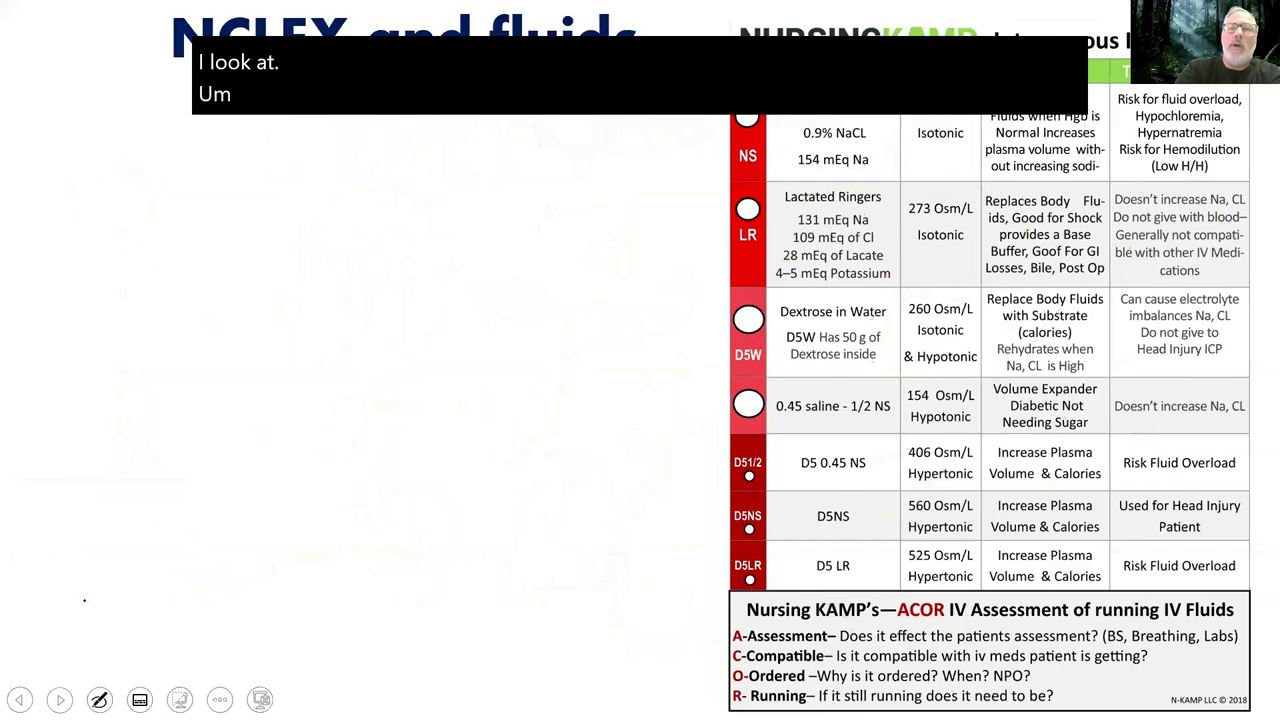 NCLEX and fluids
I look at.
Um
NURSINGKAMP
Fluids when Hgb is
Normal Increases
plasma volume with-
out increasing sodi-
NS
0.9% NaCL
154 mEq Na
Isotonic
Risk for fluid overload,
Hypochloremia,
Hypernatremia
Risk for Hemodilution
(Low H/H)
LR
Lactated Ringers
131 mEq Na
109 mEq of Cl
28 mEq of Lacate
4–5 mEq Potassium
273 Osm/L
Isotonic
Replaces Body Flu-
ids, Good for Shock
provides a Base
Buffer, Goof For GI
Losses, Bile, Post Op
Doesn't increase Na, CL
Do not give with blood–
Generally not compati-
ble with other IV Medi-
cations
D5W
Dextrose in Water
D5W Has 50 g of
Dextrose inside
260 Osm/L
Isotonic
& Hypotonic
Replace Body Fluids
with Substrate
(calories)
Rehydrates when
Na, CL is High
Can cause electrolyte
imbalances Na, CL
Do not give to
Head Injury ICP
0.45 saline - 1/2 NS
154 Osm/L
Hypotonic
Volume Expander
Diabetic Not
Needing Sugar
Doesn't increase Na, CL
D51/2
D5 0.45 NS
406 Osm/L
Hypertonic
Increase Plasma
Volume & Calories
Risk Fluid Overload
D5NS
D5NS
560 Osm/L
Hypertonic
Increase Plasma
Volume & Calories
Used for Head Injury
Patient
D5LR
D5 LR
525 Osm/L
Hypertonic
Increase Plasma
Volume & Calories
Risk Fluid Overload
Nursing KAMP's—ACOR IV Assessment of running IV Fluids
A-Assessment– Does it effect the patients assessment? (BS, Breathing, Labs)
C-Compatible– Is it compatible with iv meds patient is getting?
O-Ordered –Why is it ordered? When? NPO?
R- Running– If it still running does it need to be?
N-KAMP LLC © 2018